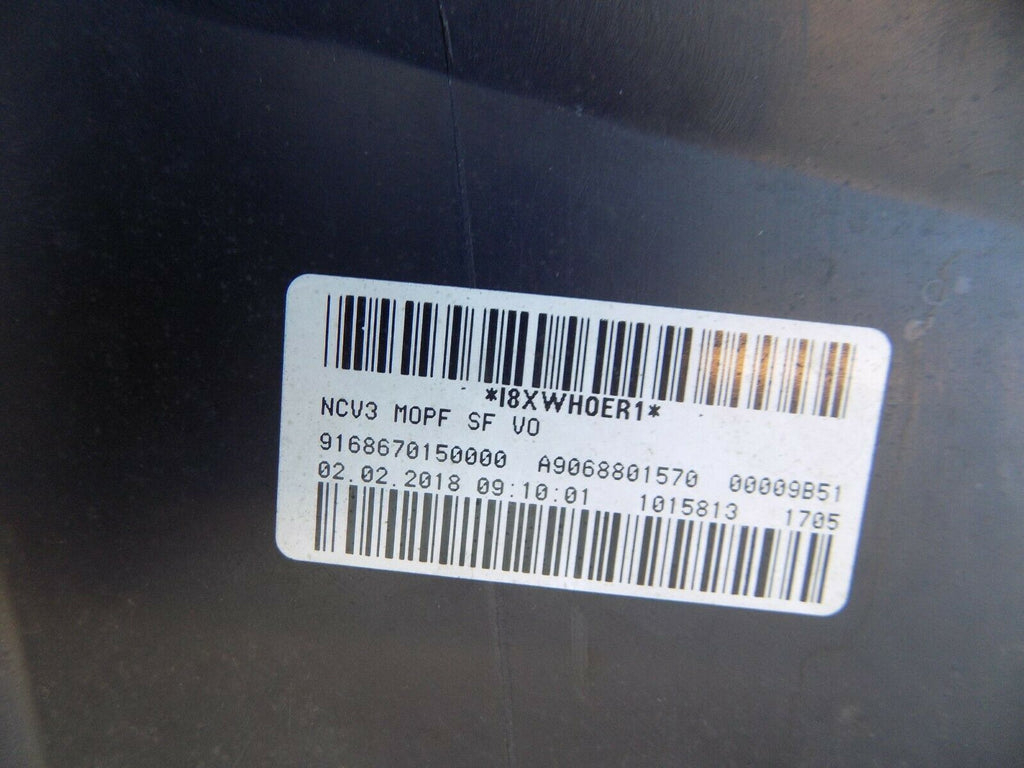 *I8XWH0ER1*
NCV3 MOPF SF VO
9168670150000 A9068801570 00009B51
02.02.2018 09:10:01 1015813 1705